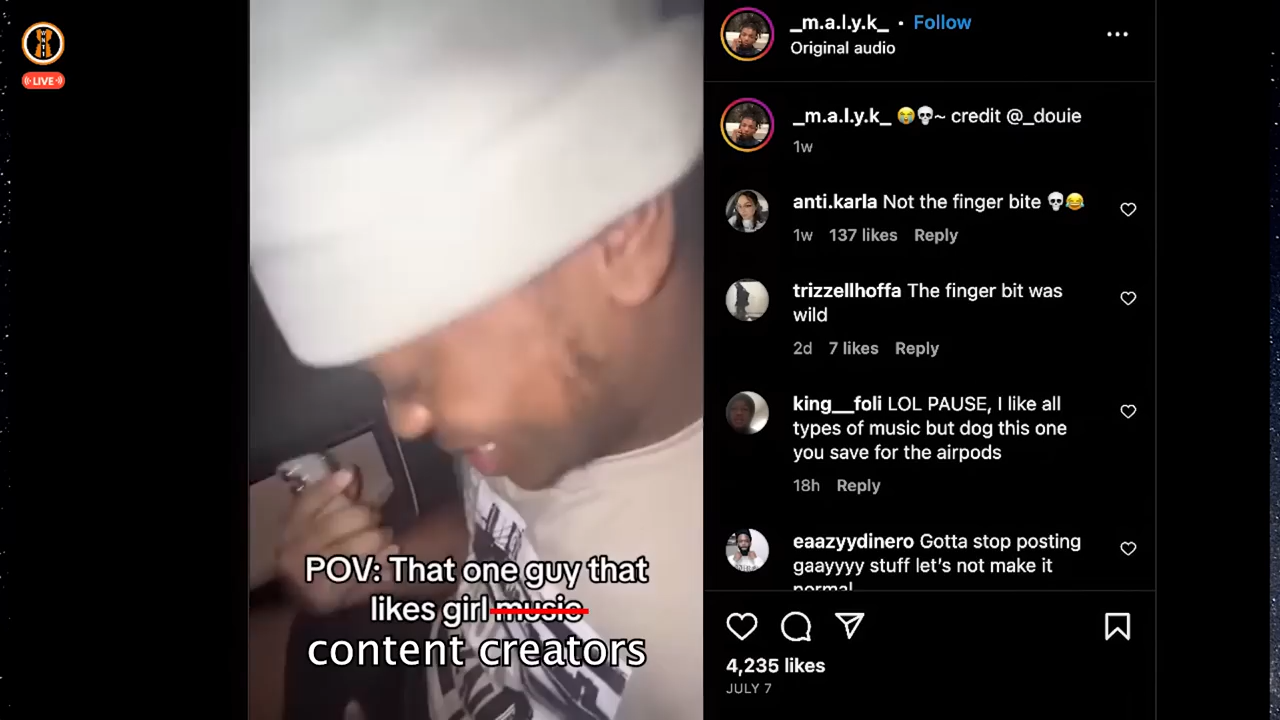 LIVE
POV: That one guy that
likes girl music
content creators
_m.a.l.y.k_ • Follow
Original audio
_m.a.l.y.k_ 😭💀~ credit @_douie
1w
anti.karla Not the finger bite 💀😂
1w 137 likes Reply
trizzellhoffa The finger bit was
wild
2d 7 likes Reply
king__foli LOL PAUSE, I like all
types of music but dog this one
you save for the airpods
18h Reply
eaazyydinero Gotta stop posting
gaayyyy stuff let's not make it
normal
4,235 likes
JULY 7